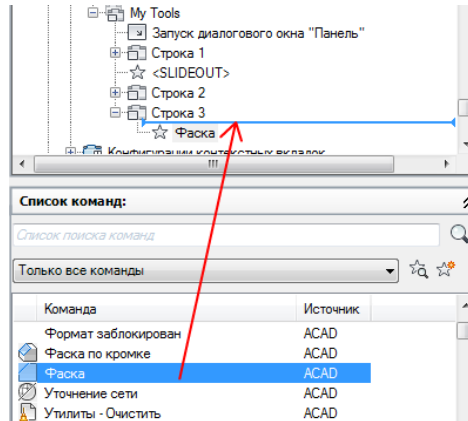 My Tools
Запуск диалогового окна "Панель"
Строка 1
<SLIDEOUT>
Строка 2
Строка 3
Фаска
Конфигурации контекстных вкладок
Список команд:
Список поиска команд
Только все команды
Команда Источник
Формат заблокирован ACAD
Фаска по кромке ACAD
Фаска ACAD
Уточнение сети ACAD
Утилиты - Очистить ACAD